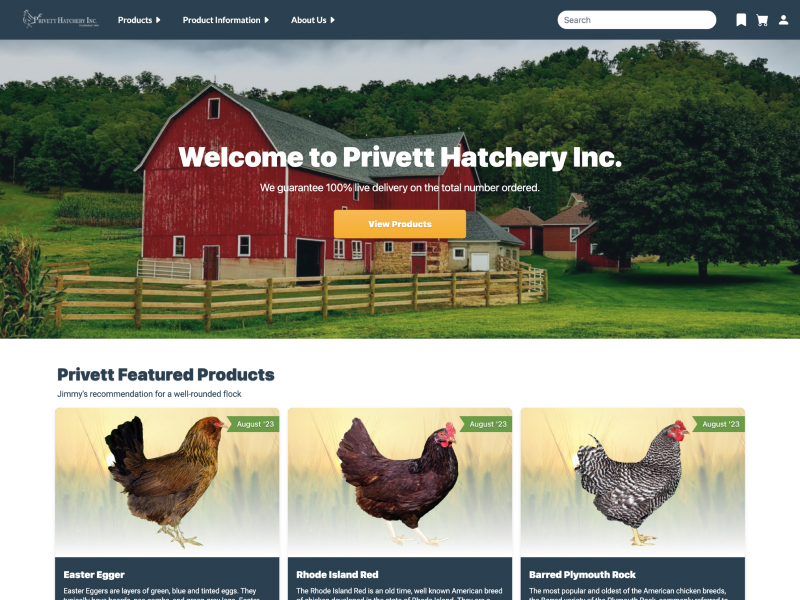 PRIVETT HATCHERY INC.
Products
Product Information
About Us
Search
Welcome to Privett Hatchery Inc.
We guarantee 100% live delivery on the total number ordered.
View Products
Privett Featured Products
Jimmy's recommendation for a well-rounded flock
August '23
August '23
August '23
Easter Egger
Rhode Island Red
Barred Plymouth Rock
Easter Eggers are layers of green, blue and tinted eggs. They
The Rhode Island Red is an old time, well known American breed
The most popular and oldest of the American chicken breeds,